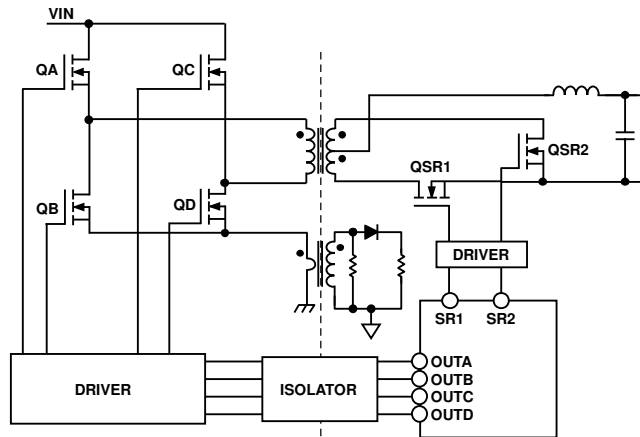 VIN
QA
QC
QSR1
QSR2
QB
QD
DRIVER
SR1
SR2
DRIVER
ISOLATOR
OUTA
OUTB
OUTC
OUTD